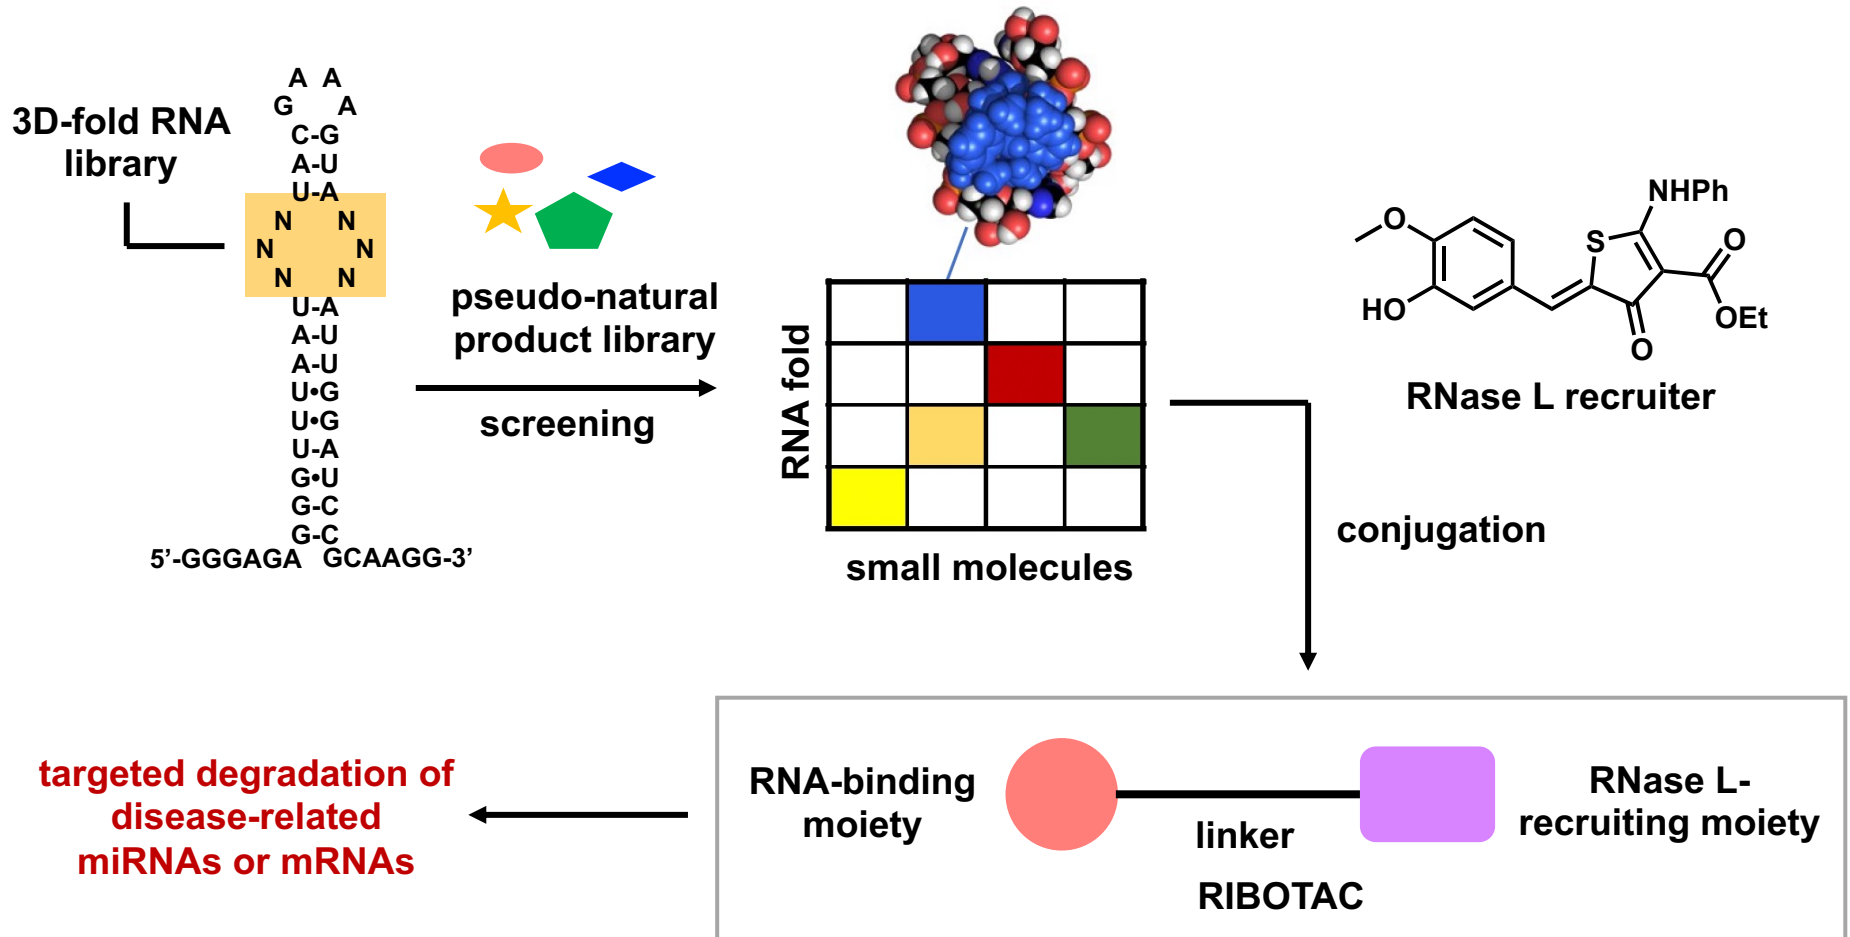 3D-fold RNA
library
A A
G A
C-G
A-U
U-A
N N
N N
N N
U-A
A-U
A-U
U•G
U•G
U-A
G•U
G-C
G-C
5’-GGGAGA GCAAGG-3’
pseudo-natural
product library
screening
RNA fold
small molecules
NHPh
S
O
O
HO
O
OEt
RNase L recruiter
conjugation
RNA-binding
moiety
linker
RIBOTAC
RNase L-
recruiting moiety
targeted degradation of
disease-related
miRNAs or mRNAs